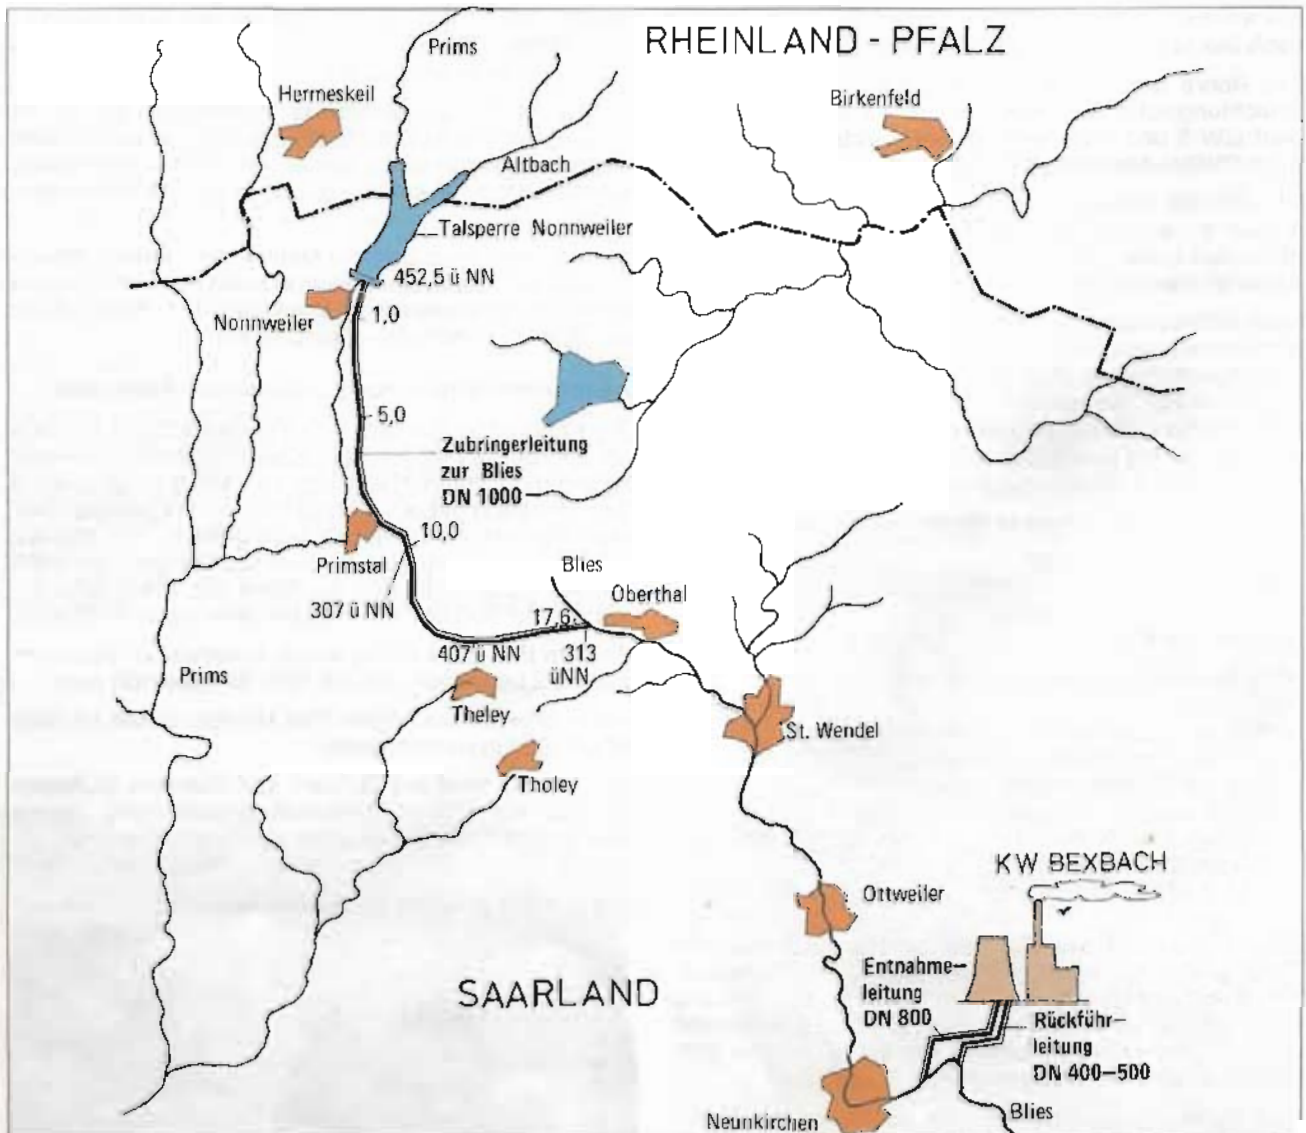 RHEINLAND - PFALZ
Prims
Hermeskeil
Birkenfeld
Altbach
Talsperre Nonnweiler
452,5 ü NN
Nonnweiler
1,0
5,0
Zubringerleitung
zur Blies
DN 1000
10,0
Primstal
307 ü NN
Blies
Oberthal
17,6
407 ü NN
313
üNN
Prims
Theley
St. Wendel
Tholey
KW BEXBACH
Ottweiler
SAARLAND
Entnahme-
leitung
DN 800
Rückführ-
leitung
DN 400-500
Neunkirchen
Blies